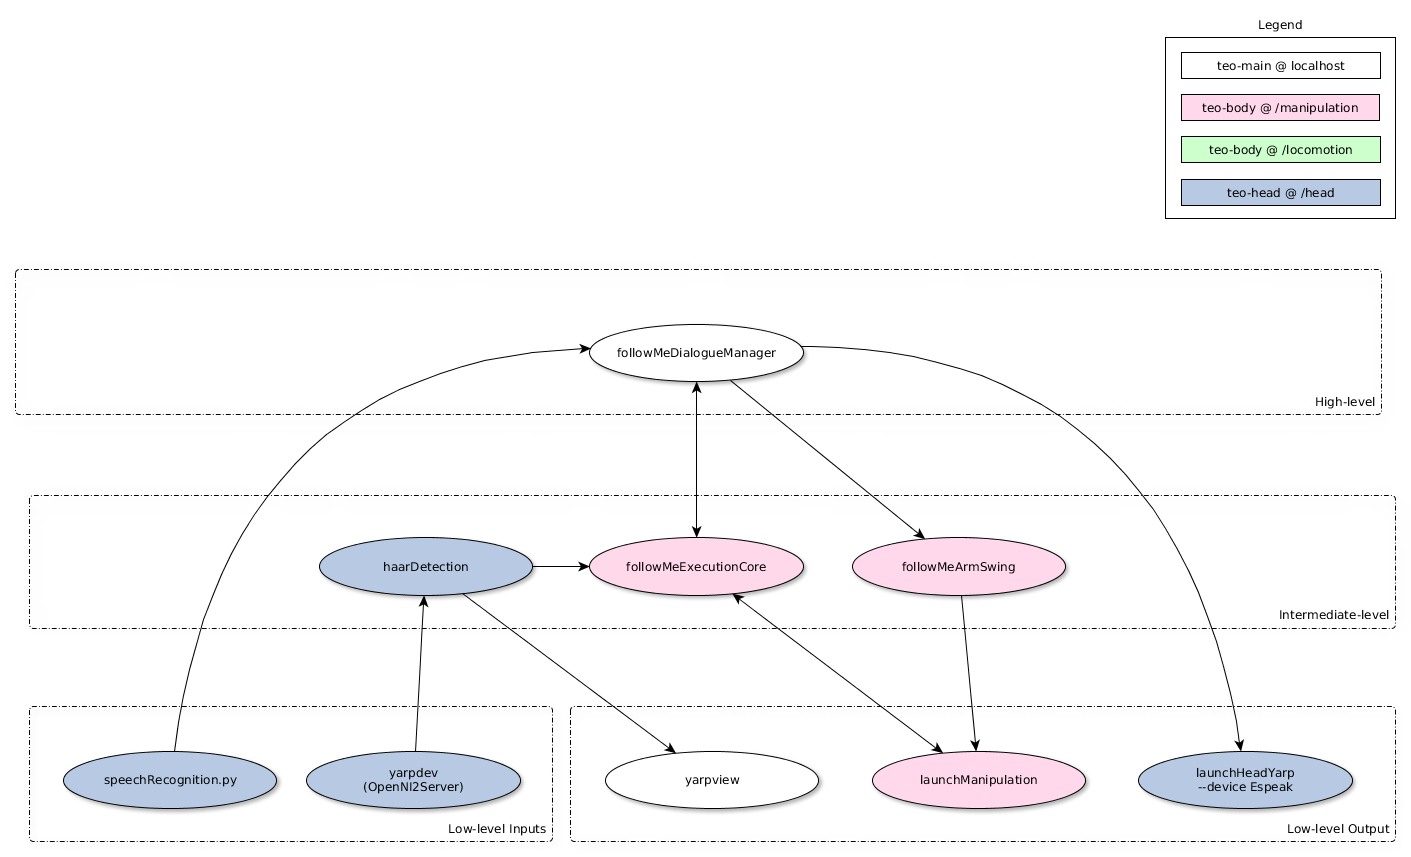 Legend
teo-main @ localhost
teo-body @ /manipulation
teo-body @ /locomotion
teo-head @ /head
followMeDialogueManager
High-level
haarDetection
followMeExecutionCore
followMeArmSwing
Intermediate-level
speechRecognition.py
yarpdev
(OpenNI2Server)
Low-level Inputs
yarpview
launchManipulation
launchHeadYarp
--device Espeak
Low-level Output